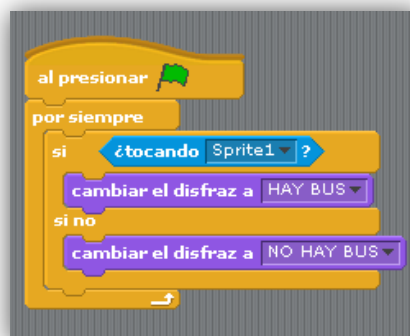 al presionar
por siempre
si ¿tocando Sprite1 ?
cambiar el disfraz a HAY BUS
si no
cambiar el disfraz a NO HAY BUS